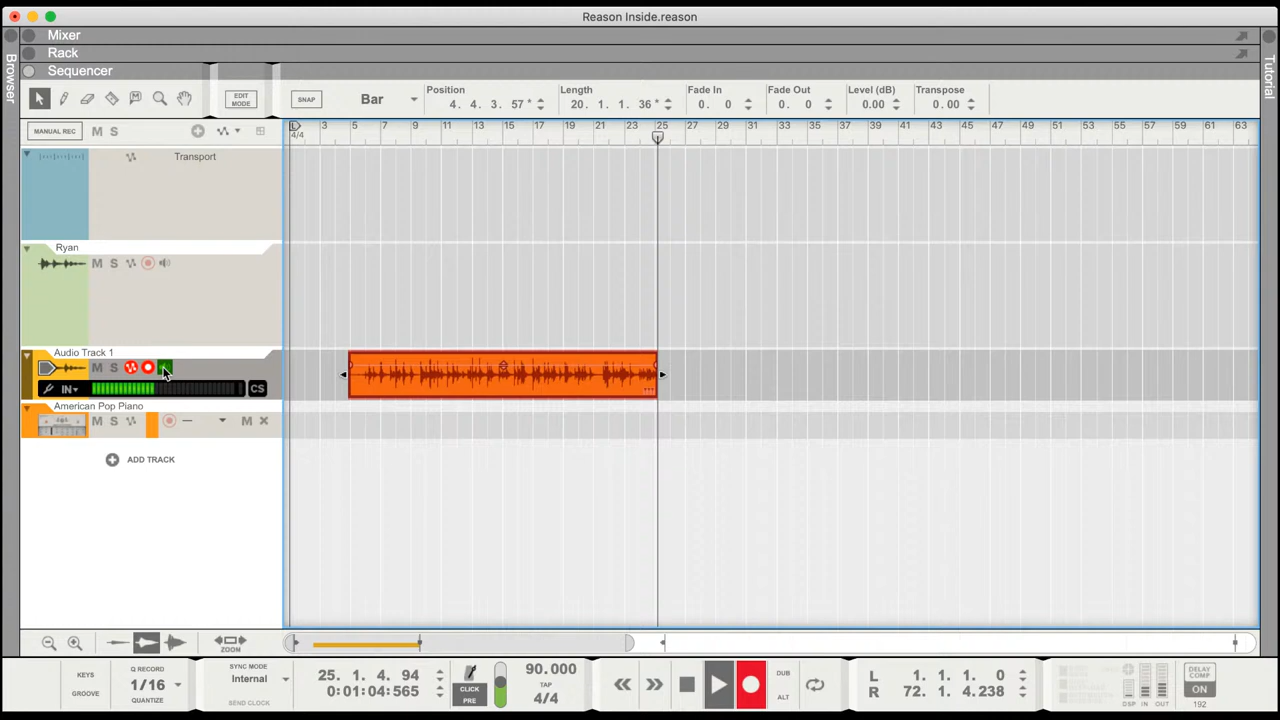 Reason Inside.reason
Mixer
Rack
Sequencer
Browser
Tutorial
EDIT MODE
SNAP
Bar
Position
4. 4. 3. 57 *
Length
20. 1. 1. 36 *
Fade In
0. 0
Fade Out
0. 0
Level (dB)
0.00
Transpose
0. 00
MANUAL REC
M S
4/4
3 5 7 9 11 13 15 17 19 21 23 25 27 29 31 33 35 37 39 41 43 45 47 49 51 53 55 57 59 61 63
Transport
Ryan
M S
Audio Track 1
M S
IN
CS
American Pop Piano
M S
M
ADD TRACK
ZOOM
KEYS
GROOVE
Q RECORD
1/16
QUANTIZE
SYNC MODE
Internal
SEND CLOCK
25. 1. 4. 94
0:01:04:565
CLICK
PRE
90.000
TAP
4/4
DUB
ALT
L 1. 1. 1. 0
R 72. 1. 4.238
DSP IN OUT
DELAY COMP
ON
192